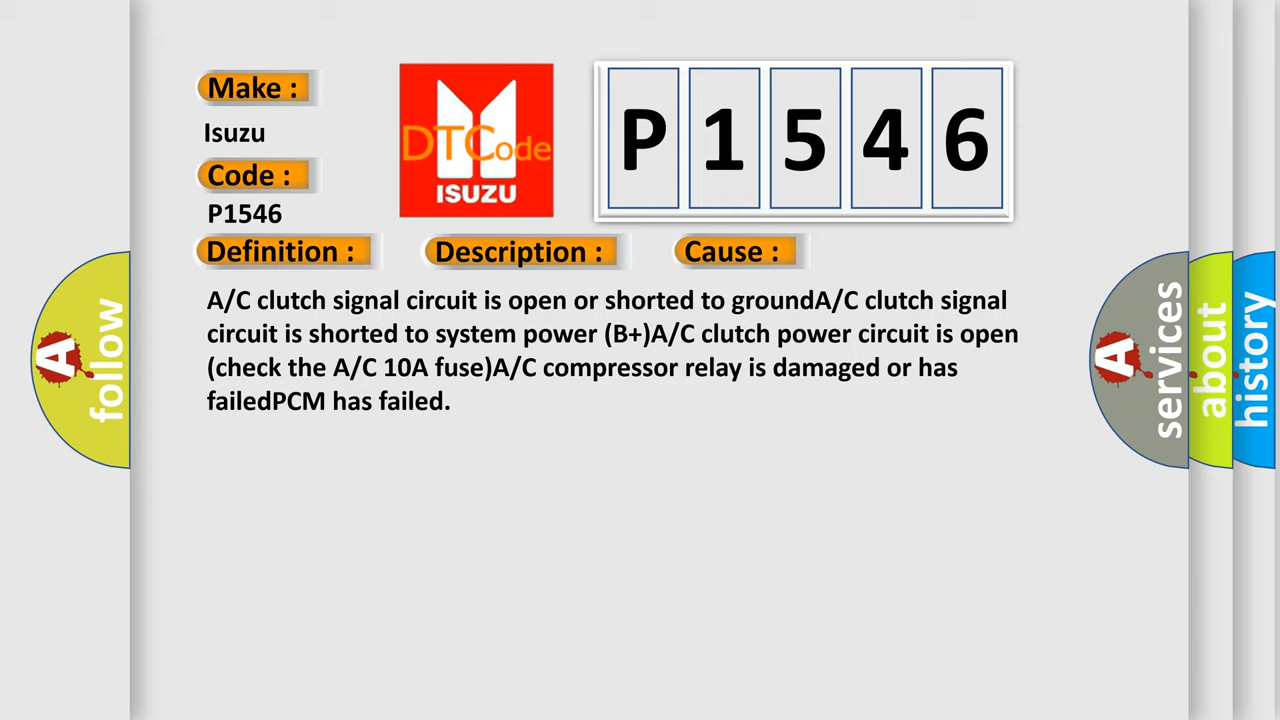 Make :
Isuzu
Code :
P1546
DTCode
ISUZU
P 1 5 4 6
Definition :
Description :
Cause :
A/C clutch signal circuit is open or shorted to groundA/C clutch signal
circuit is shorted to system power (B+)A/C clutch power circuit is open
(check the A/C 10A fuseA/C compressor relay is damaged or has
failedPCM has failed.
A
follow
A
services
about
history